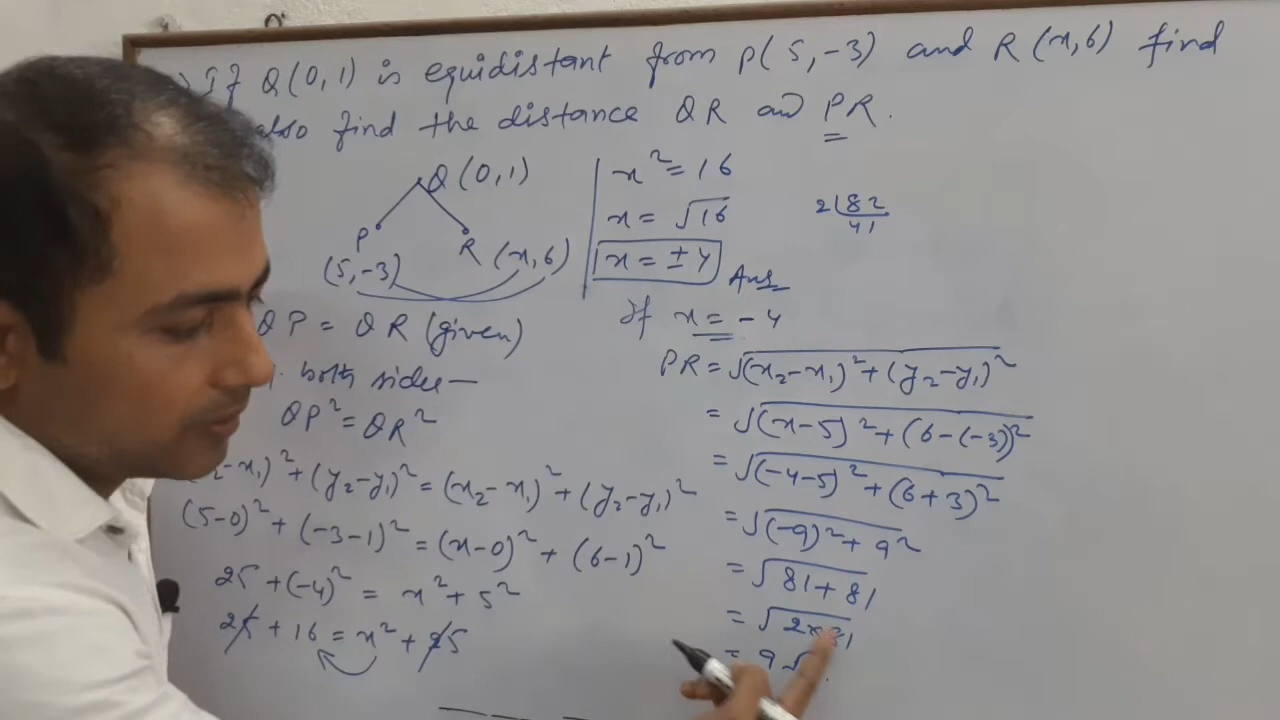 If Q(0,1) is equidistant from P(5,-3) and R(x,6) find
also find the distance QR and PR.
Q(0,1)
P
R (x,6)
(5,-3)
QP = QR (given)
both sides—
QP² = QR²
-x₁)²+(y₂-y₁)² = (x₂-x₁)²+(y₂-y₁)²
(5-0)²+(-3-1)² = (x-0)²+(6-1)²
25+(-4)² = x²+5²
25+16 = x²+25
x² = 16
x = √16
x = ±4
Ans
2|82
41
If x = -4
PR = √(x₂-x₁)²+(y₂-y₁)²
= √(x-5)²+(6-(-3))²
= √(-4-5)²+(6+3)²
= √(-9)²+9²
= √81+81
= √2×81
= 9√